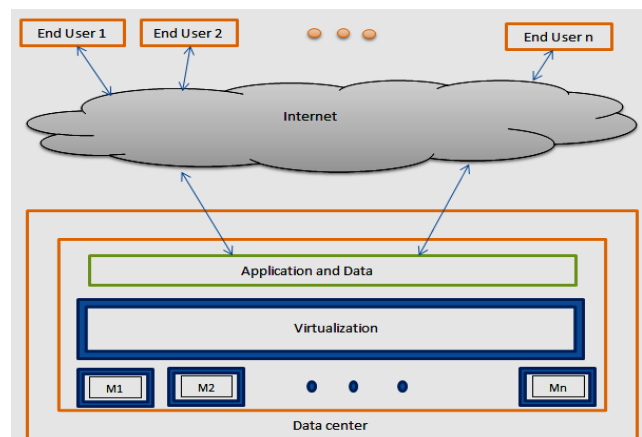 End User 1
End User 2
End User n
Internet
Application and Data
Virtualization
M1
M2
Mn
Data center